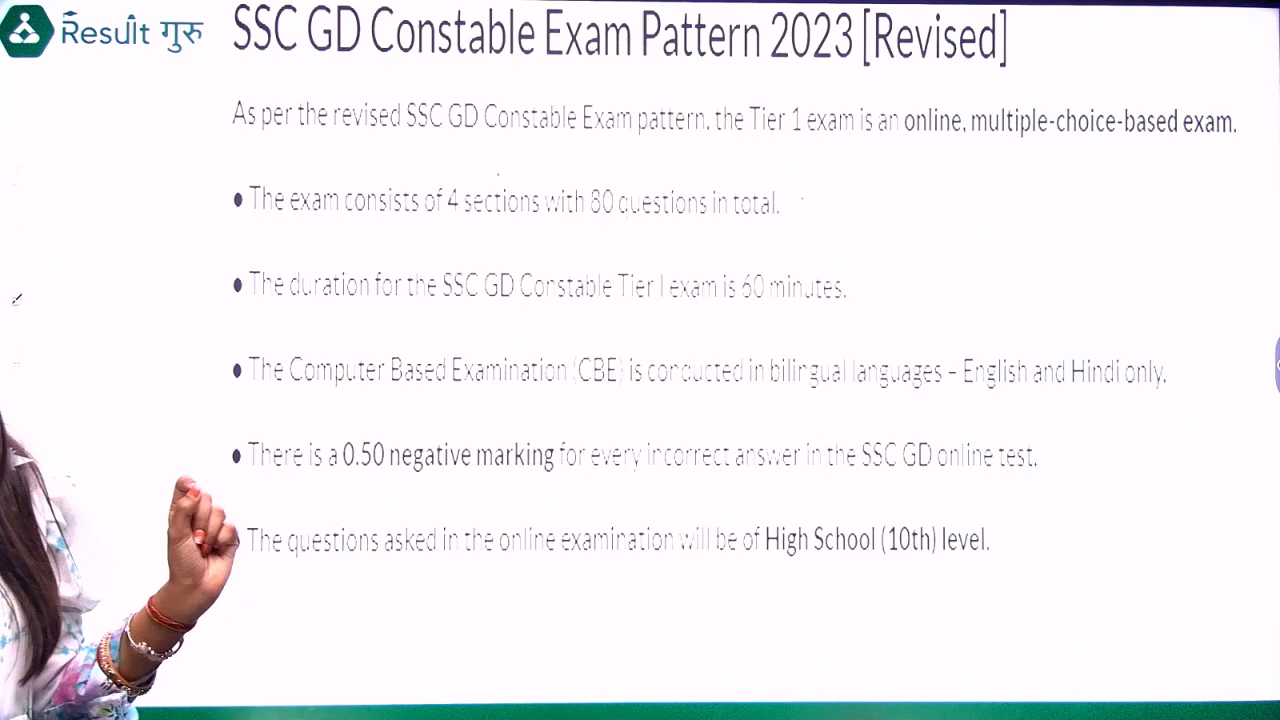 Result गुरु
SSC GD Constable Exam Pattern 2023 [Revised]
As per the revised SSC GD Constable Exam pattern, the Tier 1 exam is an online, multiple-choice-based exam.
• The exam consists of 4 sections with 80 questions in total.
• The duration for the SSC GD Constable Tier I exam is 60 minutes.
• The Computer Based Examination (CBE) is conducted in bilingual languages – English and Hindi only.
• There is a 0.50 negative marking for every incorrect answer in the SSC GD online test.
The questions asked in the online examination will be of High School (10th) level.